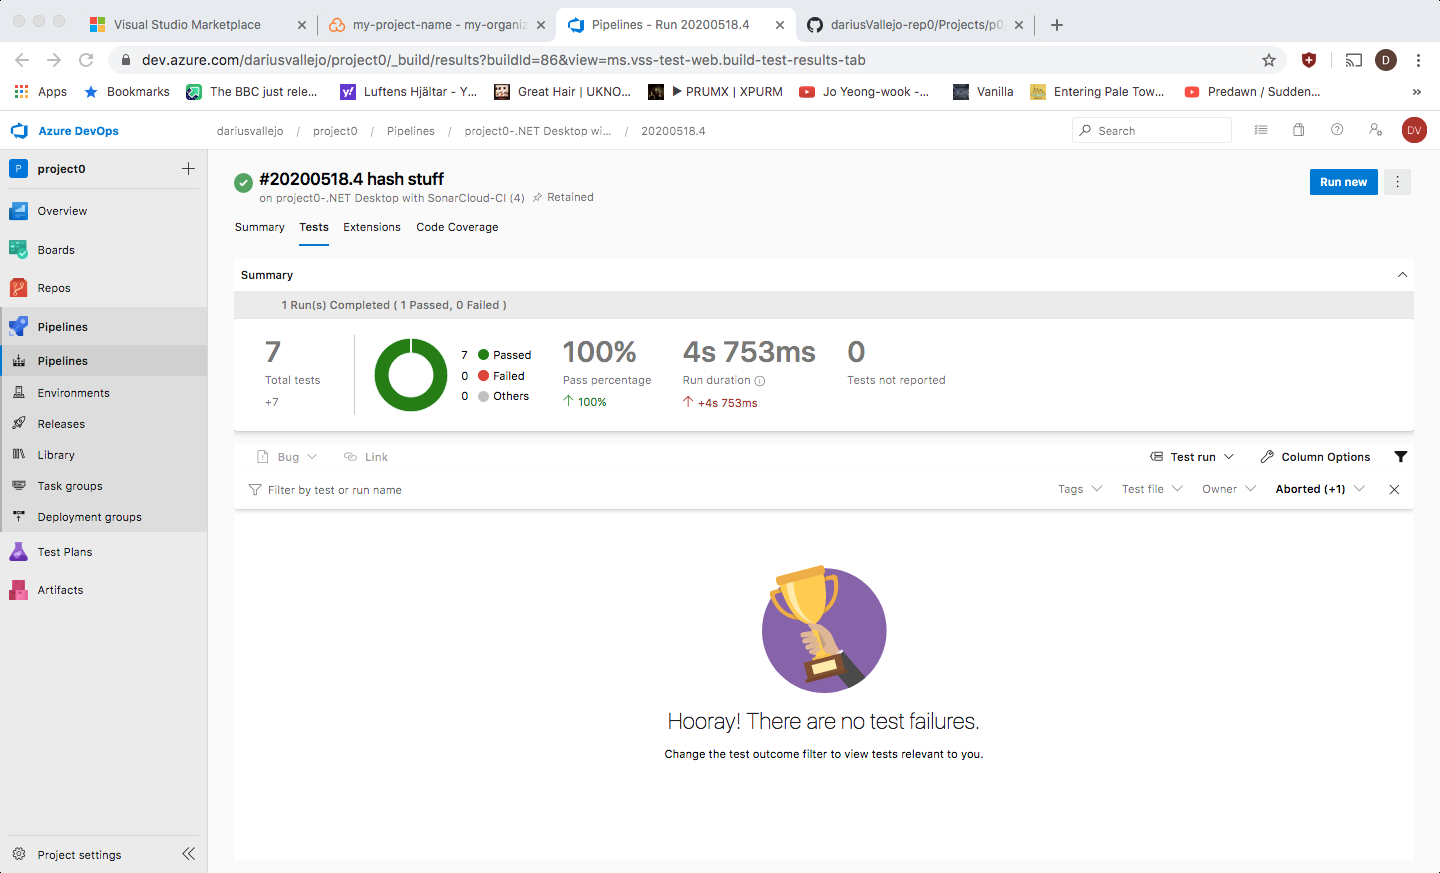 Visual Studio Marketplace
my-project-name - my-organiz
Pipelines - Run 20200518.4
dariusVallejo-rep0/Projects/p0
dev.azure.com/dariusvallejo/project0/_build/results?buildId=86&view=ms.vss-test-web.build-test-results-tab
D
Apps
Bookmarks
The BBC just rele...
Luftens Hjältar - Y...
Great Hair | UKNO...
▶ PRUMX | XPURM
Jo Yeong-wook -...
Vanilla
Entering Pale Tow...
Predawn / Sudden...
»
Azure DevOps
dariusvallejo / project0 / Pipelines / project0-.NET Desktop wi... / 20200518.4
Search
DV
P project0
Overview
Boards
Repos
Pipelines
Pipelines
Environments
Releases
Library
Task groups
Deployment groups
Test Plans
Artifacts
Project settings
#20200518.4 hash stuff
on project0-.NET Desktop with SonarCloud-CI (4) Retained
Run new
Summary Tests Extensions Code Coverage
Summary
1 Run(s) Completed ( 1 Passed, 0 Failed )
7
Total tests
+7
7 Passed
0 Failed
0 Others
100%
Pass percentage
100%
4s 753ms
Run duration
+4s 753ms
0
Tests not reported
Bug
Link
Test run
Column Options
Filter by test or run name
Tags
Test file
Owner
Aborted (+1)
Hooray! There are no test failures.
Change the test outcome filter to view tests relevant to you.